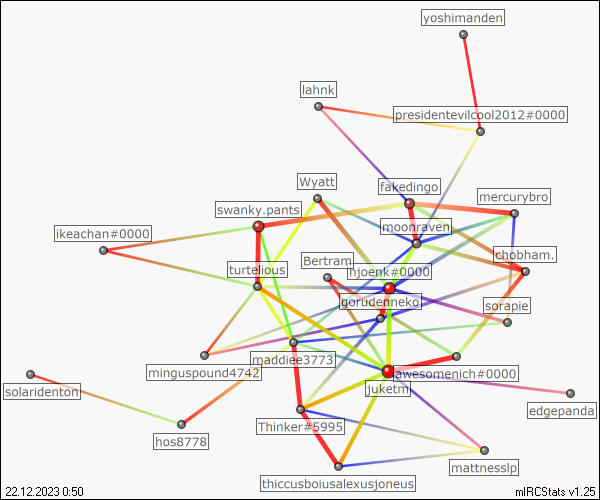 yoshimanden
lahnk
presidentevilcool2012#0000
Wyatt
fakedingo
mercurybro
swanky.pants
moonraven
ikeachan#0000
Bertram
chobham.
turtelious
hjoenk#0000
gorudenneko
sorapie
maddiee3773
minguspound4742
awesomenich#0000
solaridenton
juketm
edgepanda
Thinker#5995
hos8778
mattnesslp
thiccusboiusalexusjoneus
22.12.2023 0:50
mIRCStats v1.25